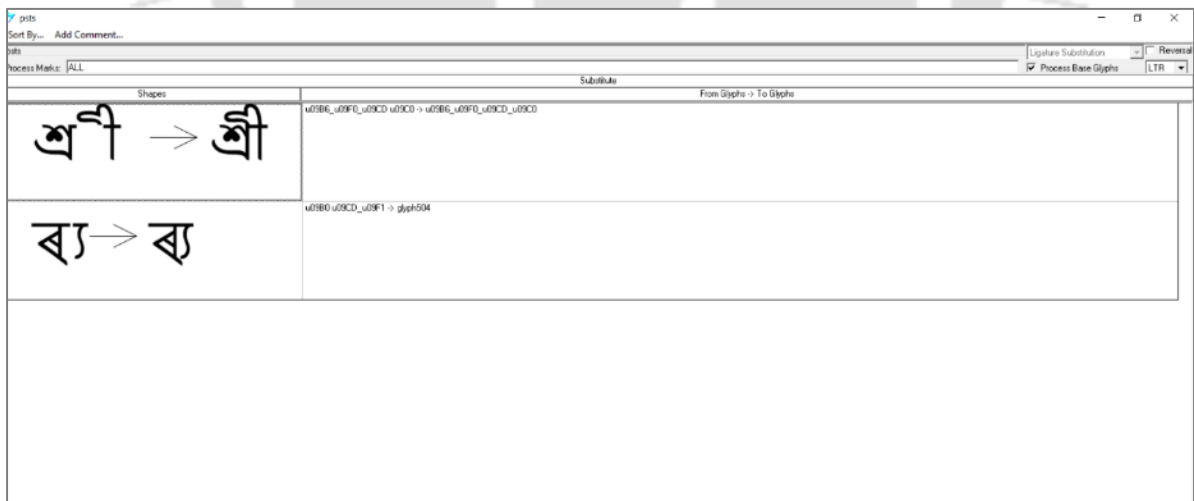 psts
Sort By... Add Comment...
psts
Ligature Substitution Reversal
Process Marks: ALL
Process Base Glyphs LTR
Substitute
Shapes From Glyphs -> To Glyphs
u09B6_u09F0_u09CD u09C0 -> u09B6_u09F0_u09CD_u09C0
শ্ৰ ী → শ্ৰী
u09B0 u09CD_u09F1 -> glyph504
ৰ ্য → ৰ‍্য